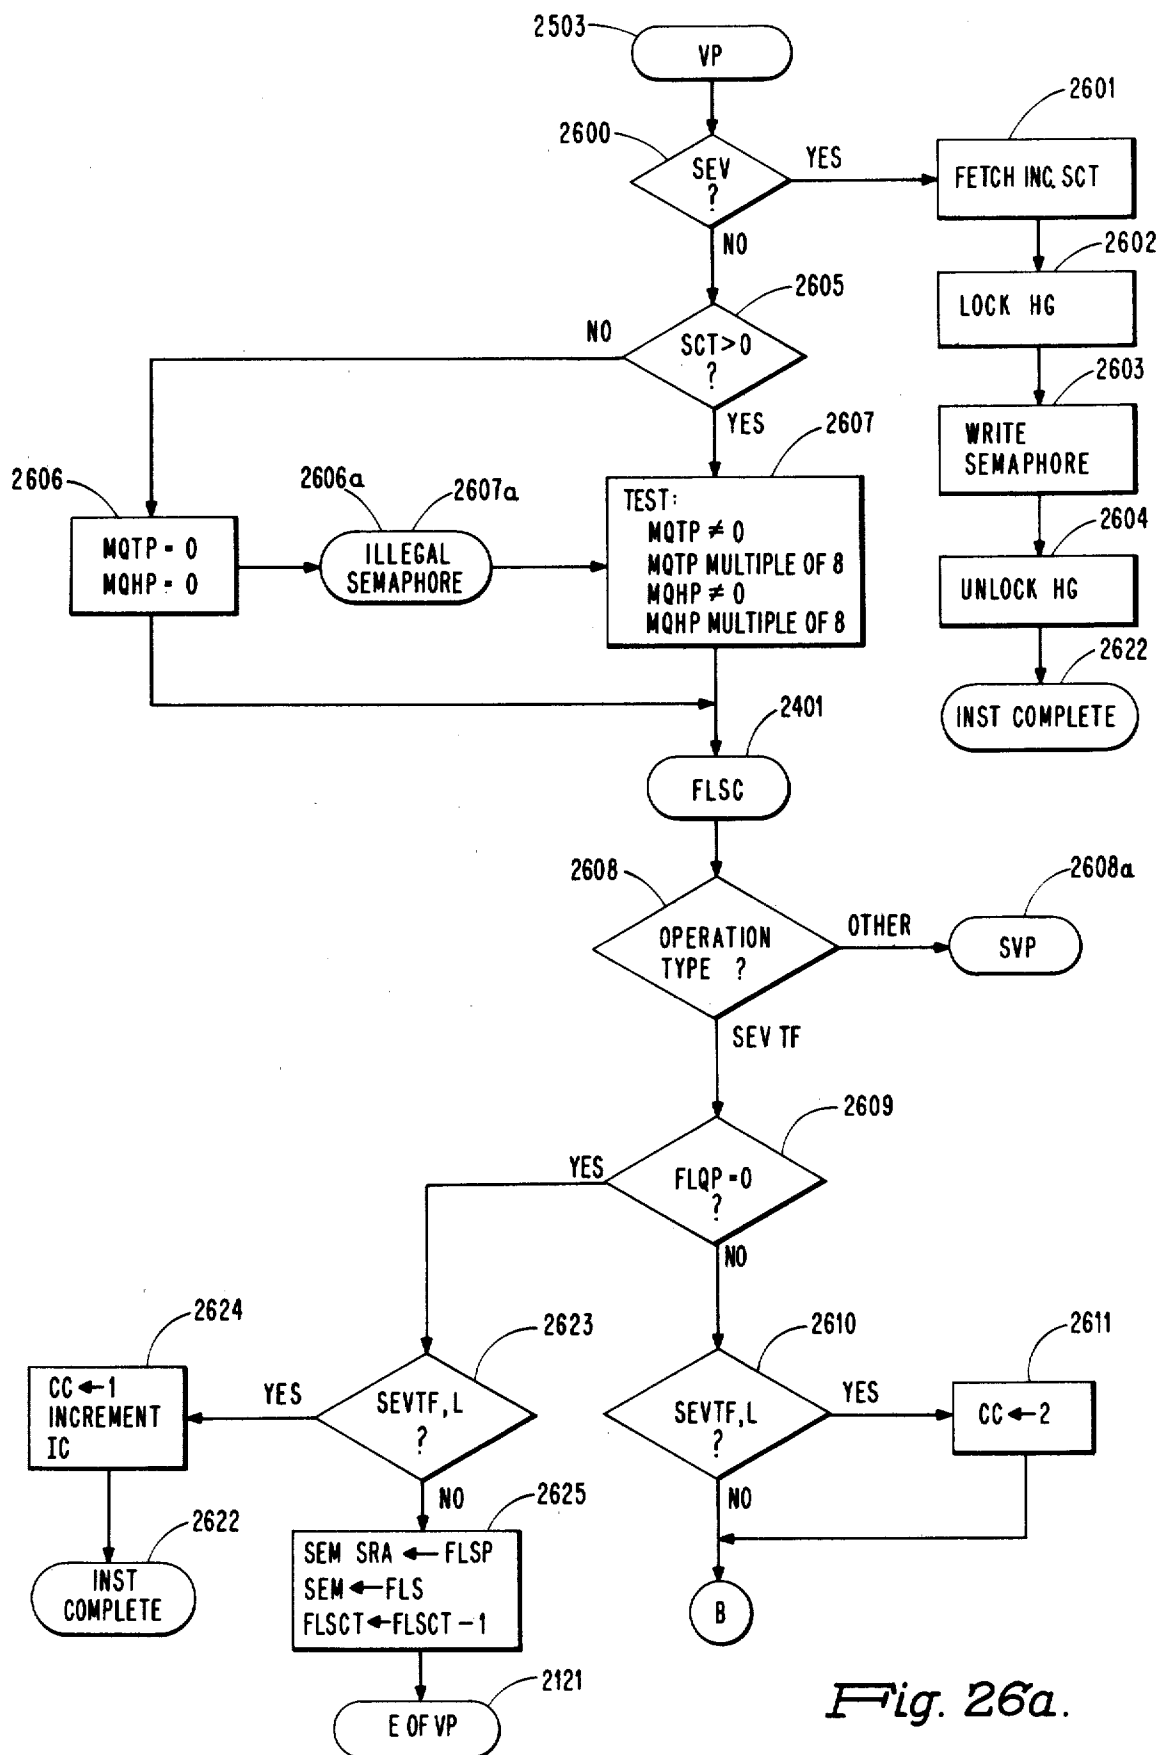 2503
VP
2600
SEV
?
YES
NO
2601
FETCH INC. SCT
2602
LOCK HG
2603
WRITE
SEMAPHORE
2604
UNLOCK HG
2622
INST COMPLETE
2605
SCT>0
?
NO
YES
2606
MQTP = 0
MQHP = 0
2606a
2607a
ILLEGAL
SEMAPHORE
2607
TEST:
MQTP ≠ 0
MQTP MULTIPLE OF 8
MQHP ≠ 0
MQHP MULTIPLE OF 8
2401
FLSC
2608
OPERATION
TYPE ?
OTHER
2608a
SVP
SEV TF
2609
FLQP=0
?
YES
NO
2623
SEVTF, L
?
YES
NO
2624
CC←1
INCREMENT
IC
2622
INST
COMPLETE
2625
SEM SRA ← FLSP
SEM←FLS
FLSCT←FLSCT-1
2121
E OF VP
2610
SEVTF, L
?
YES
NO
2611
CC←2
B
Fig. 26a.